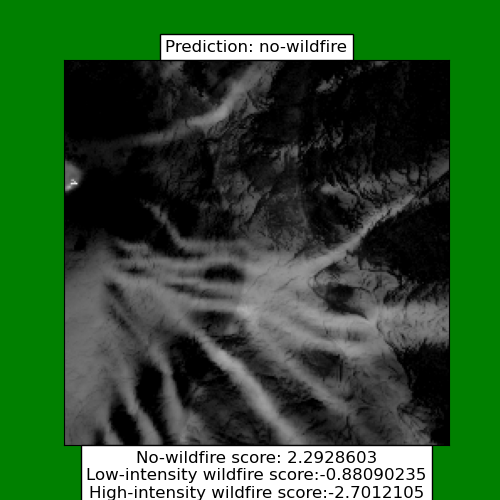 Prediction: no-wildfire
No-wildfire score: 2.2928603
Low-intensity wildfire score:-0.88090235
High-intensity wildfire score:-2.7012105